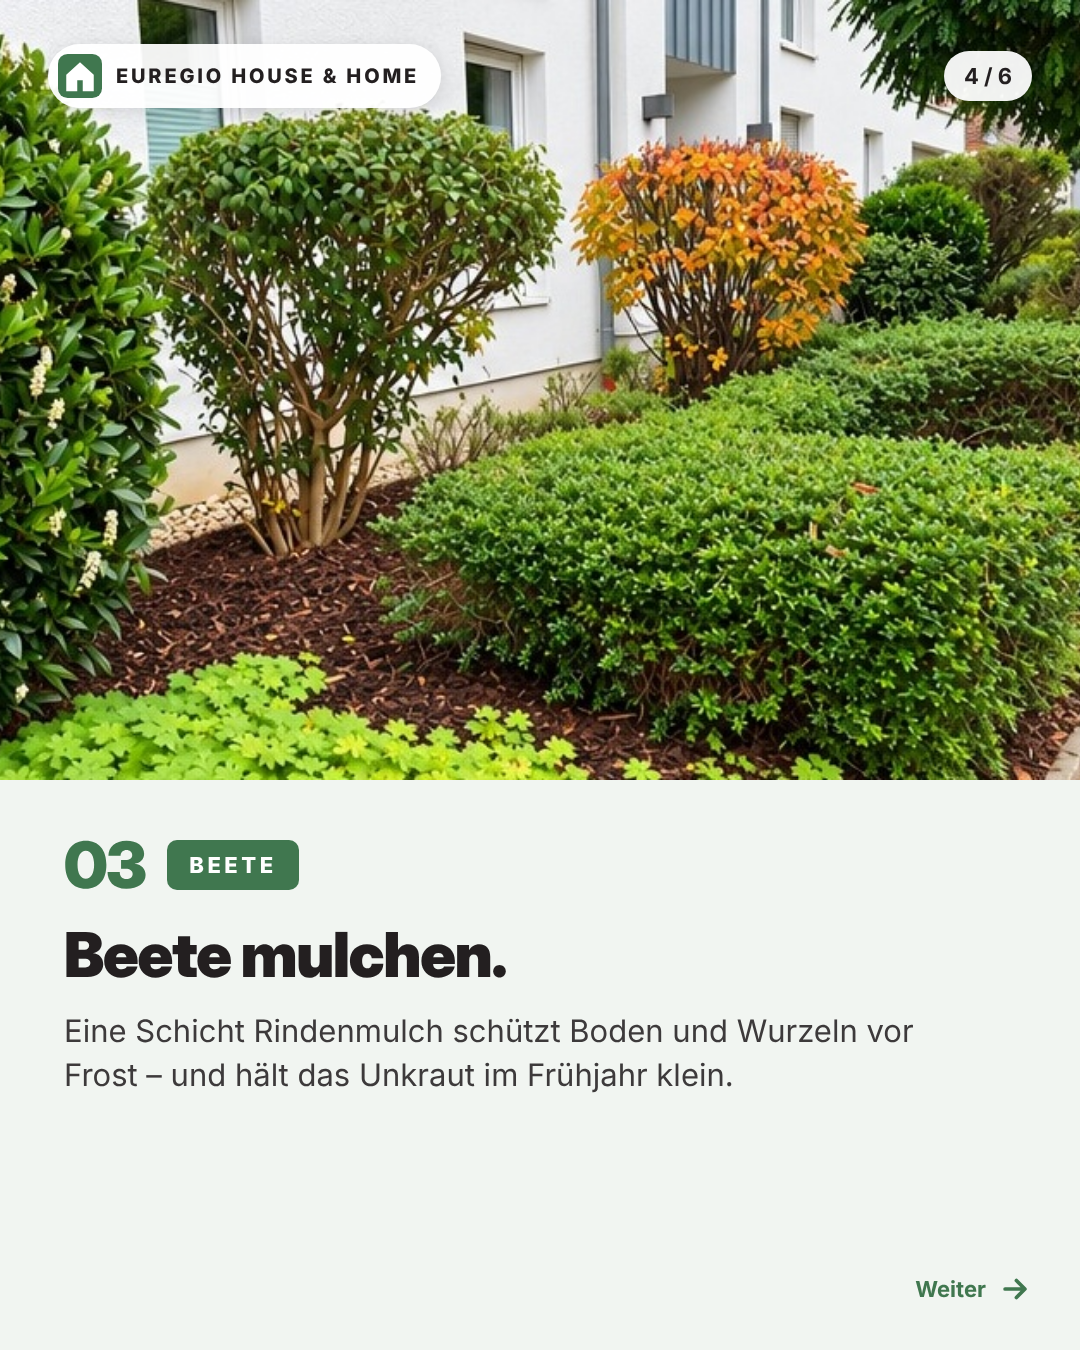 EUREGIO HOUSE & HOME
4 / 6
03
BEETE
Beete mulchen.
Eine Schicht Rindenmulch schützt Boden und Wurzeln vor
Frost – und hält das Unkraut im Frühjahr klein.
Weiter →